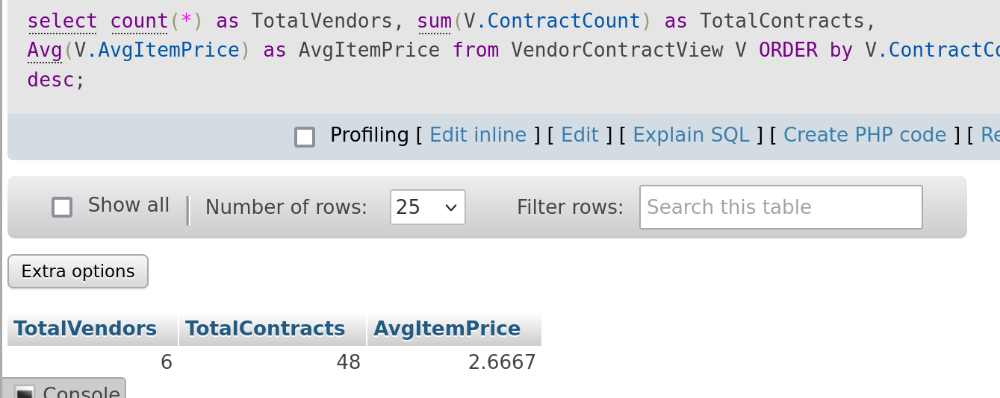 select count(*) as TotalVendors, sum(V.ContractCount) as TotalContracts,
Avg(V.AvgItemPrice) as AvgItemPrice from VendorContractView V ORDER by V.ContractCo
desc;
Profiling [ Edit inline ] [ Edit ] [ Explain SQL ] [ Create PHP code ] [ Re
Show all Number of rows: 25 Filter rows: Search this table
Extra options
TotalVendors TotalContracts AvgItemPrice
6 48 2.6667
Console